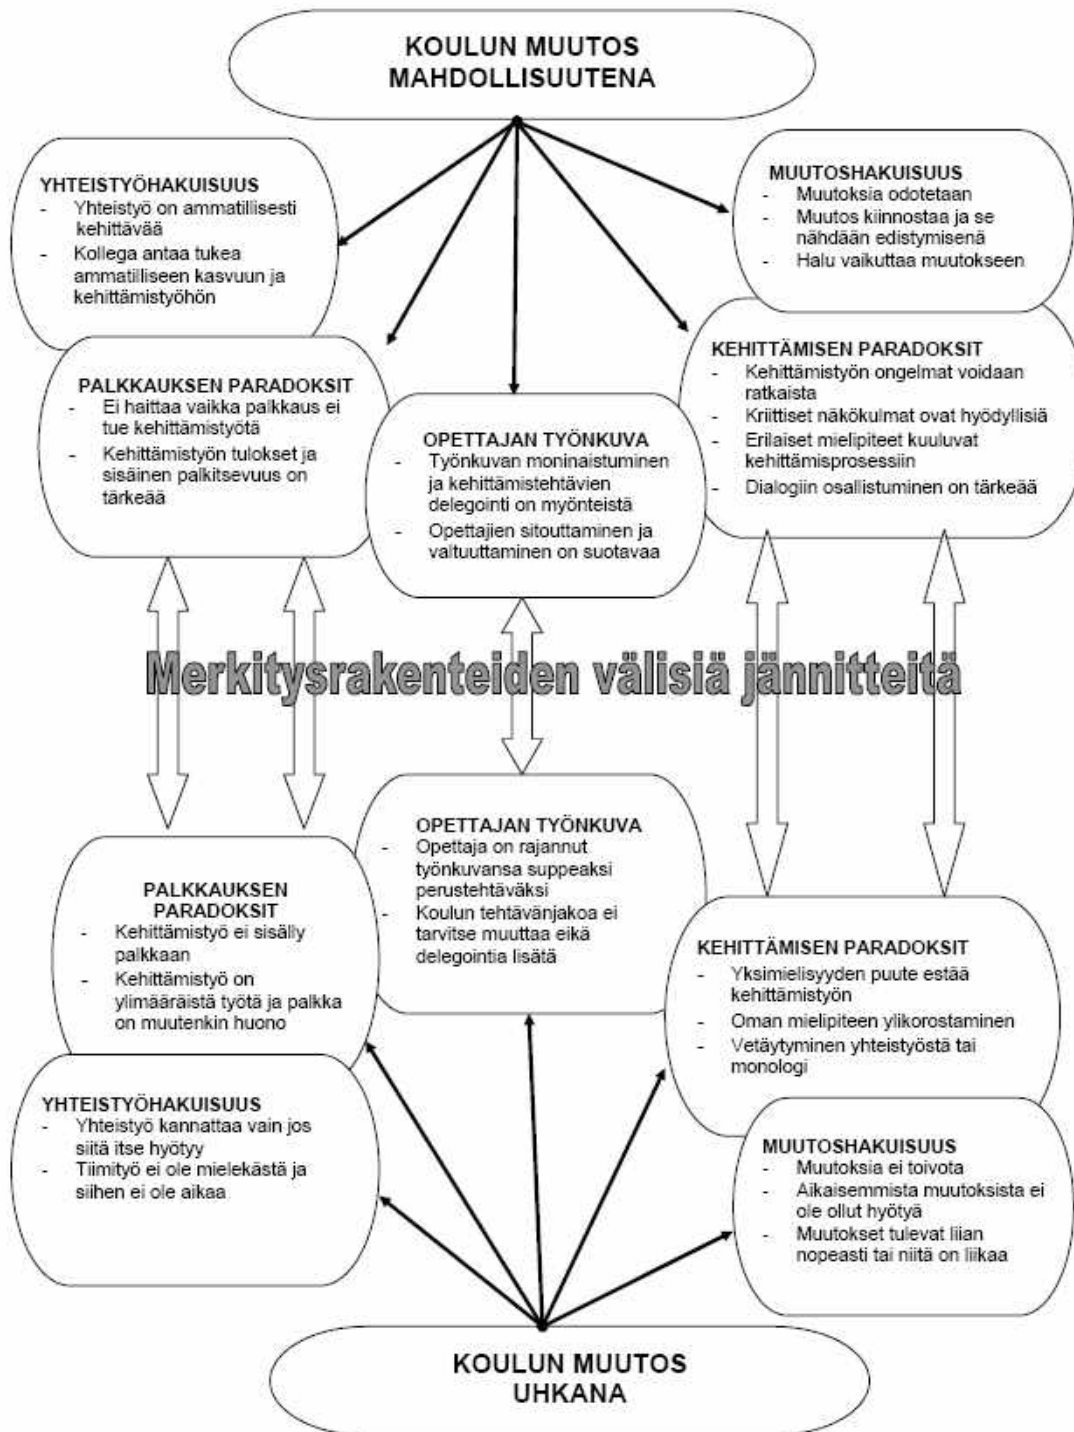 KOULUN MUUTOS
MAHDOLLISUUTENA
YHTEISTYÖHAKUISUUS
- Yhteistyö on ammatillisesti
kehittävää
- Kollega antaa tukea
ammatilliseen kasvuun ja
kehittämistyöhön
MUUTOSHAKUISUUS
- Muutoksia odotetaan
- Muutos kiinnostaa ja se
nähdään edistymisenä
- Halu vaikuttaa muutokseen
PALKKAUKSEN PARADOKSIT
- Ei haittaa vaikka palkkaus ei
tue kehittämistyötä
- Kehittämistyön tulokset ja
sisäinen palkitsevuus on
tärkeää
OPETTAJAN TYÖNKUVA
- Työnkuvan moninaistuminen
ja kehittämistehtävien
delegointi on myönteistä
- Opettajien sitouttaminen ja
valtuuttaminen on suotavaa
KEHITTÄMISEN PARADOKSIT
- Kehittämistyön ongelmat voidaan
ratkaista
- Kriittiset näkökulmat ovat hyödyllisiä
- Erilaiset mielipiteet kuuluvat
kehittämisprosessiin
- Dialogiin osallistuminen on tärkeää
Merkitysrakenteiden välisiä jännitteitä
PALKKAUKSEN
PARADOKSIT
- Kehittämistyö ei sisälly
palkkaan
- Kehittämistyö on
ylimääräistä työtä ja palkka
on muutenkin huono
OPETTAJAN TYÖNKUVA
- Opettaja on rajannut
työnkuvansa suppeaksi
perustehtäväksi
- Koulun tehtävänjakoa ei
tarvitse muuttaa eikä
delegointia lisätä
KEHITTÄMISEN PARADOKSIT
- Yksimielisyyden puute estää
kehittämistyön
- Oman mielipiteen ylikorostaminen
- Vetäytyminen yhteistyöstä tai
monologi
YHTEISTYÖHAKUISUUS
- Yhteistyö kannattaa vain jos
siitä itse hyötyy
- Tiimityö ei ole mielekästä ja
siihen ei ole aikaa
MUUTOSHAKUISUUS
- Muutoksia ei toivota
- Aikaisemmista muutoksista ei
ole ollut hyötyä
- Muutokset tulevat liian
nopeasti tai niitä on liikaa
KOULUN MUUTOS
UHKANA